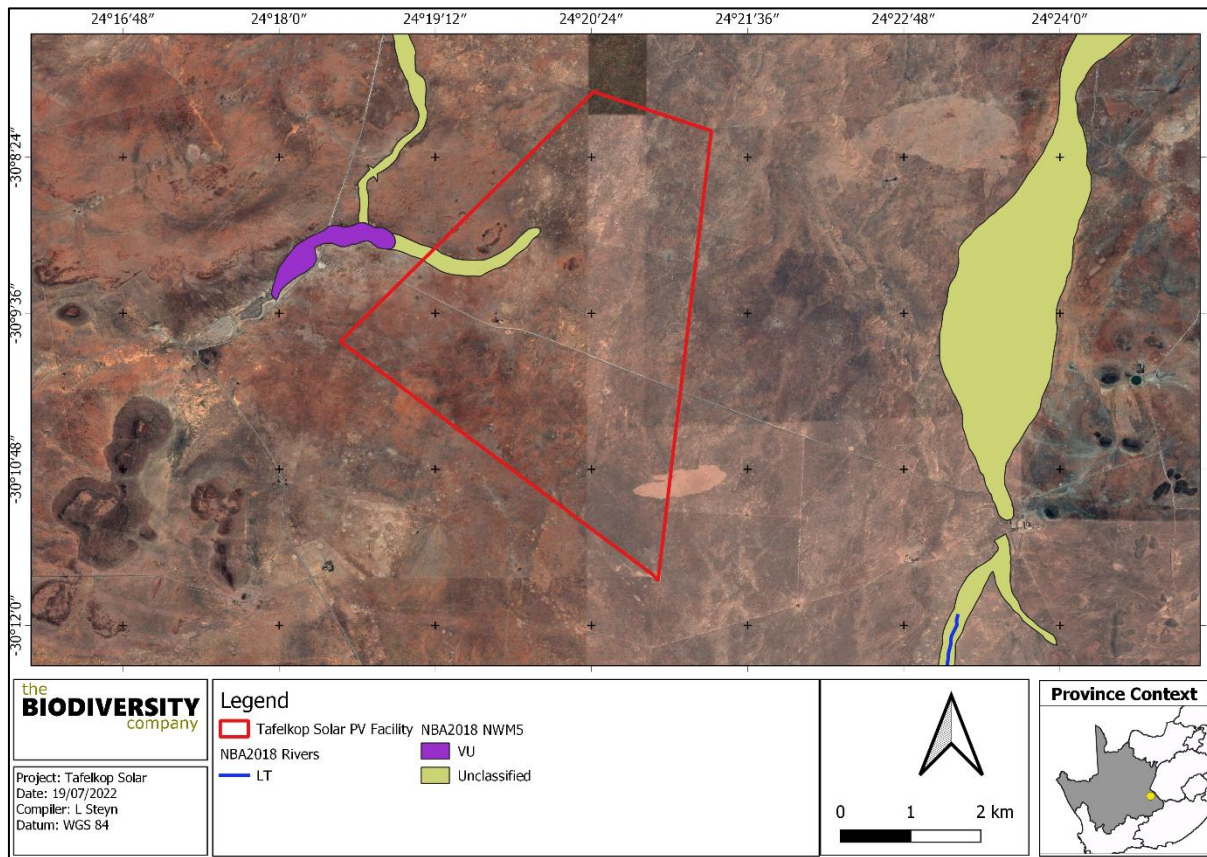 24°16′48″ 24°18′0″ 24°19′12″ 24°20′24″ 24°21′36″ 24°22′48″ 24°24′0″
-30°8′24″
-30°9′36″
-30°10′48″
-30°12′0″
the
BIODIVERSITY
company
Project: Tafelkop Solar
Date: 19/07/2022
Compiler: L Steyn
Datum: WGS 84
Legend
Tafelkop Solar PV Facility
NBA2018 Rivers
LT
NBA2018 NWM5
VU
Unclassified
0 1 2 km
Province Context